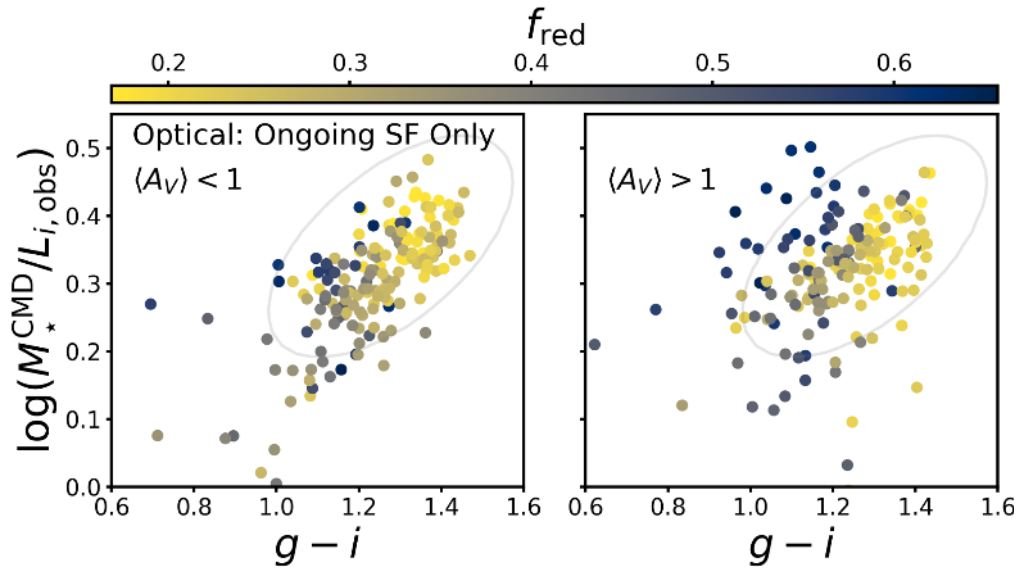 f_red
0.2 0.3 0.4 0.5 0.6
Optical: Ongoing SF Only
⟨A_V⟩ < 1
⟨A_V⟩ > 1
log(M_⋆^CMD/L_i,obs)
0.5
0.4
0.3
0.2
0.1
0.0
0.6 0.8 1.0 1.2 1.4 1.6
0.6 0.8 1.0 1.2 1.4 1.6
g − i
g − i